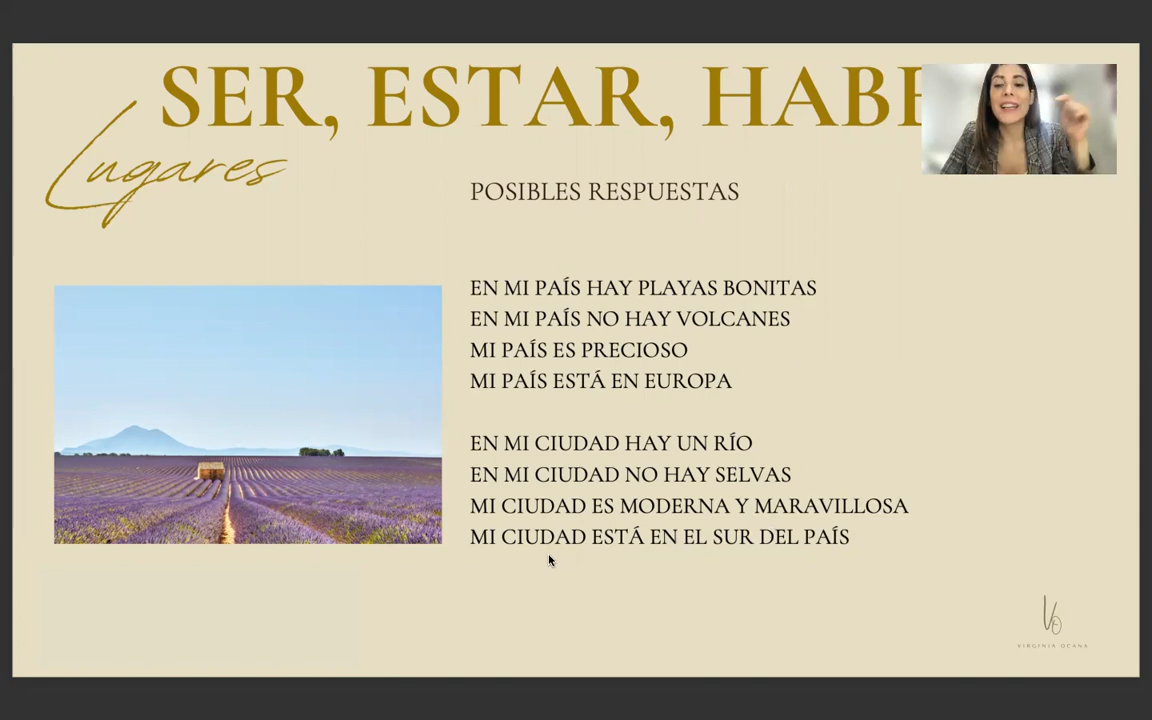 SER, ESTAR, HABE
Lugares
POSIBLES RESPUESTAS
EN MI PAÍS HAY PLAYAS BONITAS
EN MI PAÍS NO HAY VOLCANES
MI PAÍS ES PRECIOSO
MI PAÍS ESTÁ EN EUROPA
EN MI CIUDAD HAY UN RÍO
EN MI CIUDAD NO HAY SELVAS
MI CIUDAD ES MODERNA Y MARAVILLOSA
MI CIUDAD ESTÁ EN EL SUR DEL PAÍS
VO
VIRGINIA OCANA